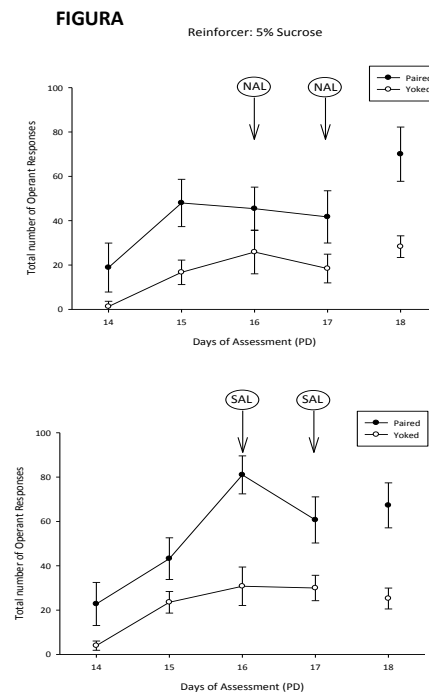 FIGURA
Reinforcer: 5% Sucrose
NAL NAL
Paired
Yoked
Total number of Operant Responses
100
80
60
40
20
0
14 15 16 17 18
Days of Assessment (PD)
SAL SAL
Paired
Yoked
Total number of Operant Responses
100
80
60
40
20
0
14 15 16 17 18
Days of Assessment (PD)